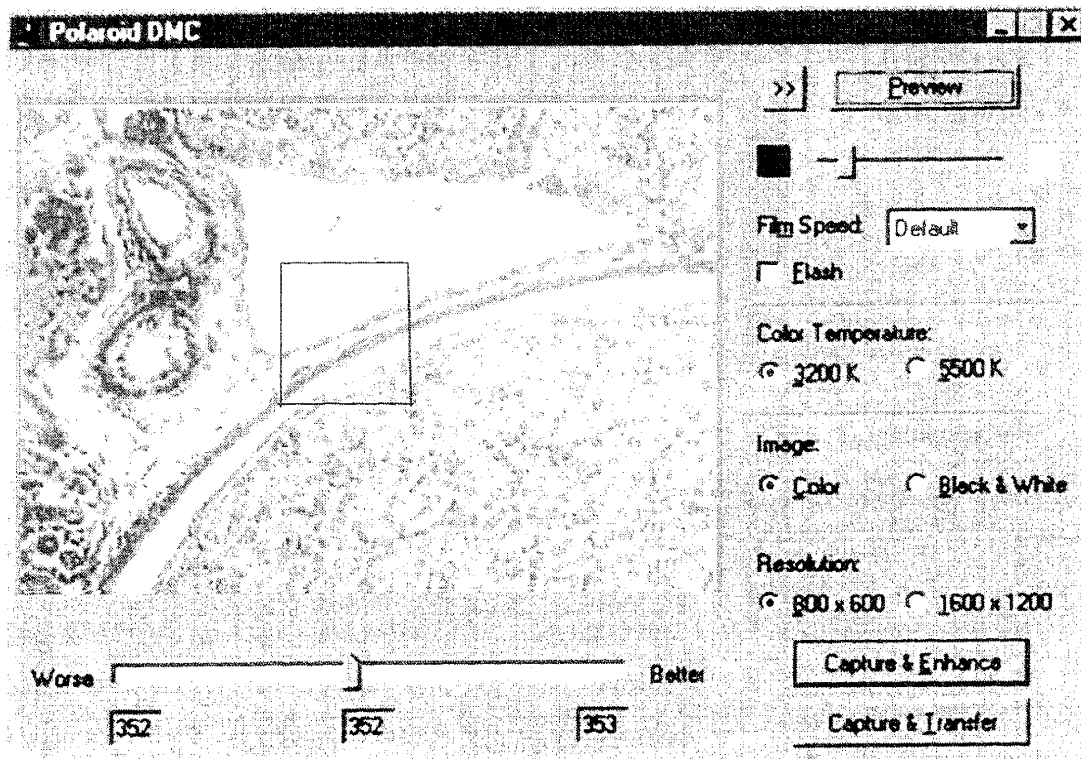 Polaroid DMC
>> Preview
Film Speed: Default
Flash
Color Temperature:
3200 K 5500 K
Image:
Color Black & White
Resolution:
800 x 600 1600 x 1200
Worse Better Capture & Enhance
352 352 353 Capture & Transfer